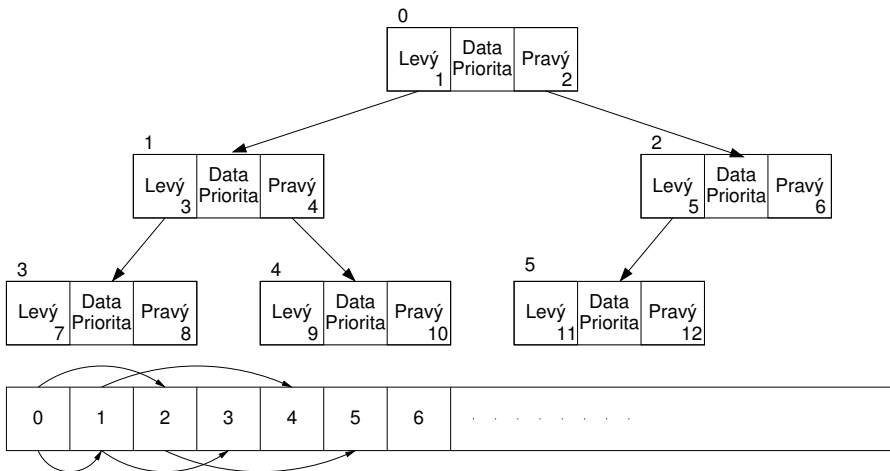 0
Levý Data Pravý
1 Priorita 2
1 2
Levý Data Pravý Levý Data Pravý
3 Priorita 4 5 Priorita 6
3 4 5
Levý Data Pravý Levý Data Pravý Levý Data Pravý
7 Priorita 8 9 Priorita 10 11 Priorita 12
0 1 2 3 4 5 6 . . . . . . . .